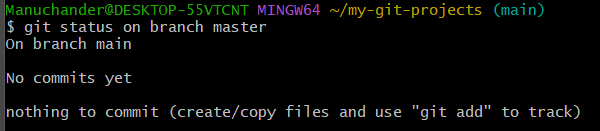 Manuchander@DESKTOP-55VTCNT MINGW64 ~/my-git-projects (main)
$ git status on branch master
On branch main
No commits yet
nothing to commit (create/copy files and use "git add" to track)